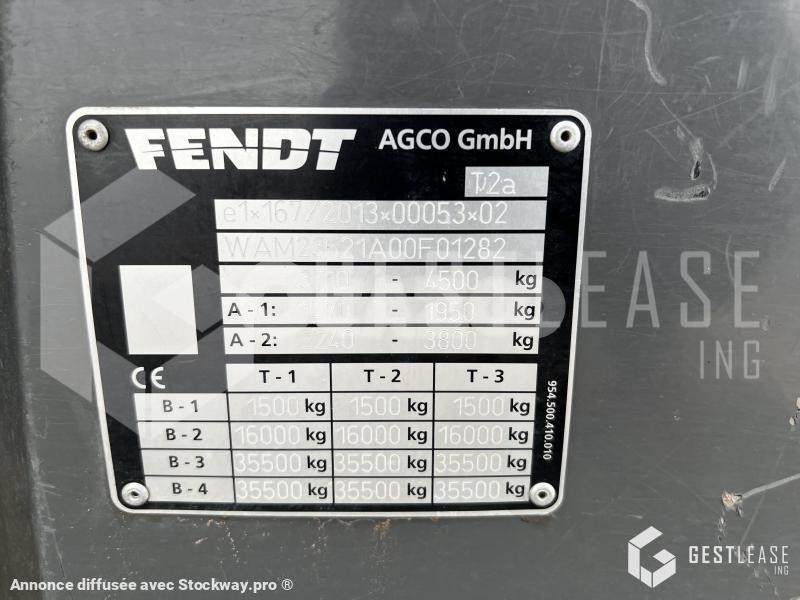 FENDT AGCO GmbH
T2a
e1*167/2013*00053*02
21A00F01282
- 4500 kg
A - 1: - 1950 kg
A - 2: - 3800 kg
CE T - 1 T - 2 T - 3
B - 1 1500 kg 1500 kg 1500 kg
B - 2 16000 kg 16000 kg 16000 kg
B - 3 35500 kg 35500 kg 35500 kg
B - 4 35500 kg 35500 kg 35500 kg
954.500.410.010
GESTLEASE
ING
GESTLEASE
ING
Annonce diffusée avec Stockway.pro ®